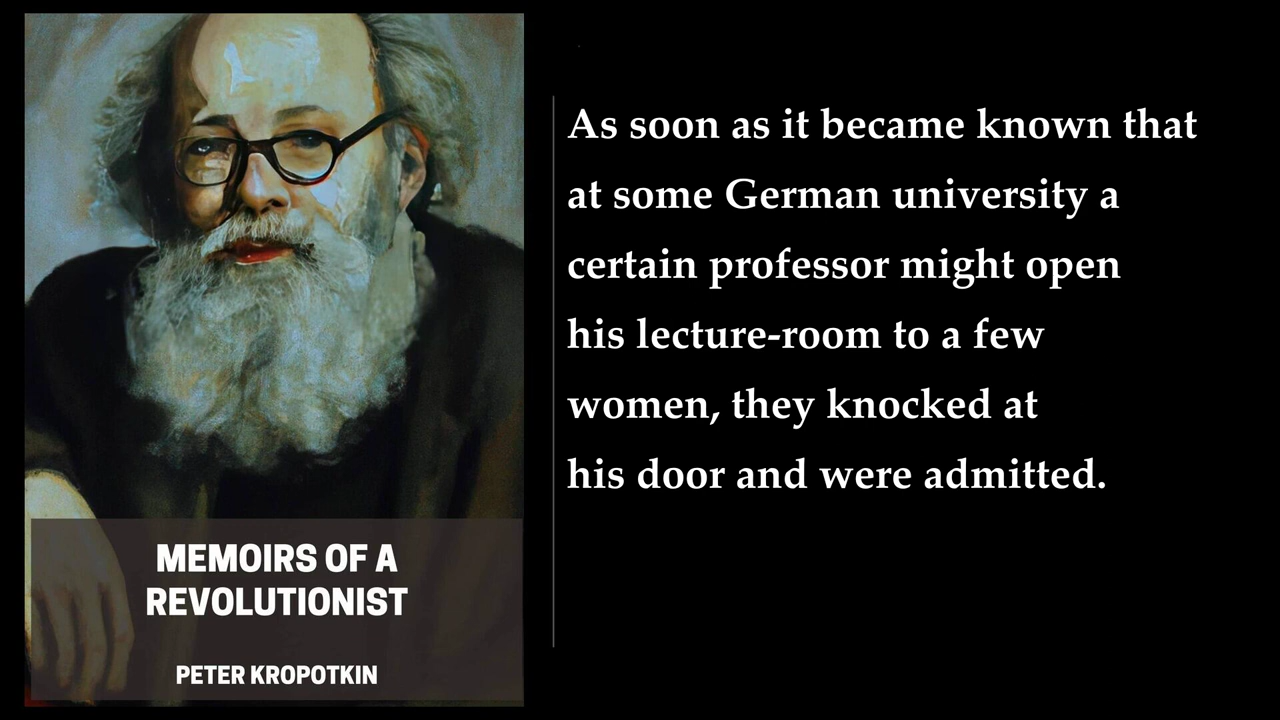 As soon as it became known that
at some German university a
certain professor might open
his lecture-room to a few
women, they knocked at
his door and were admitted.
MEMOIRS OF A
REVOLUTIONIST
PETER KROPOTKIN